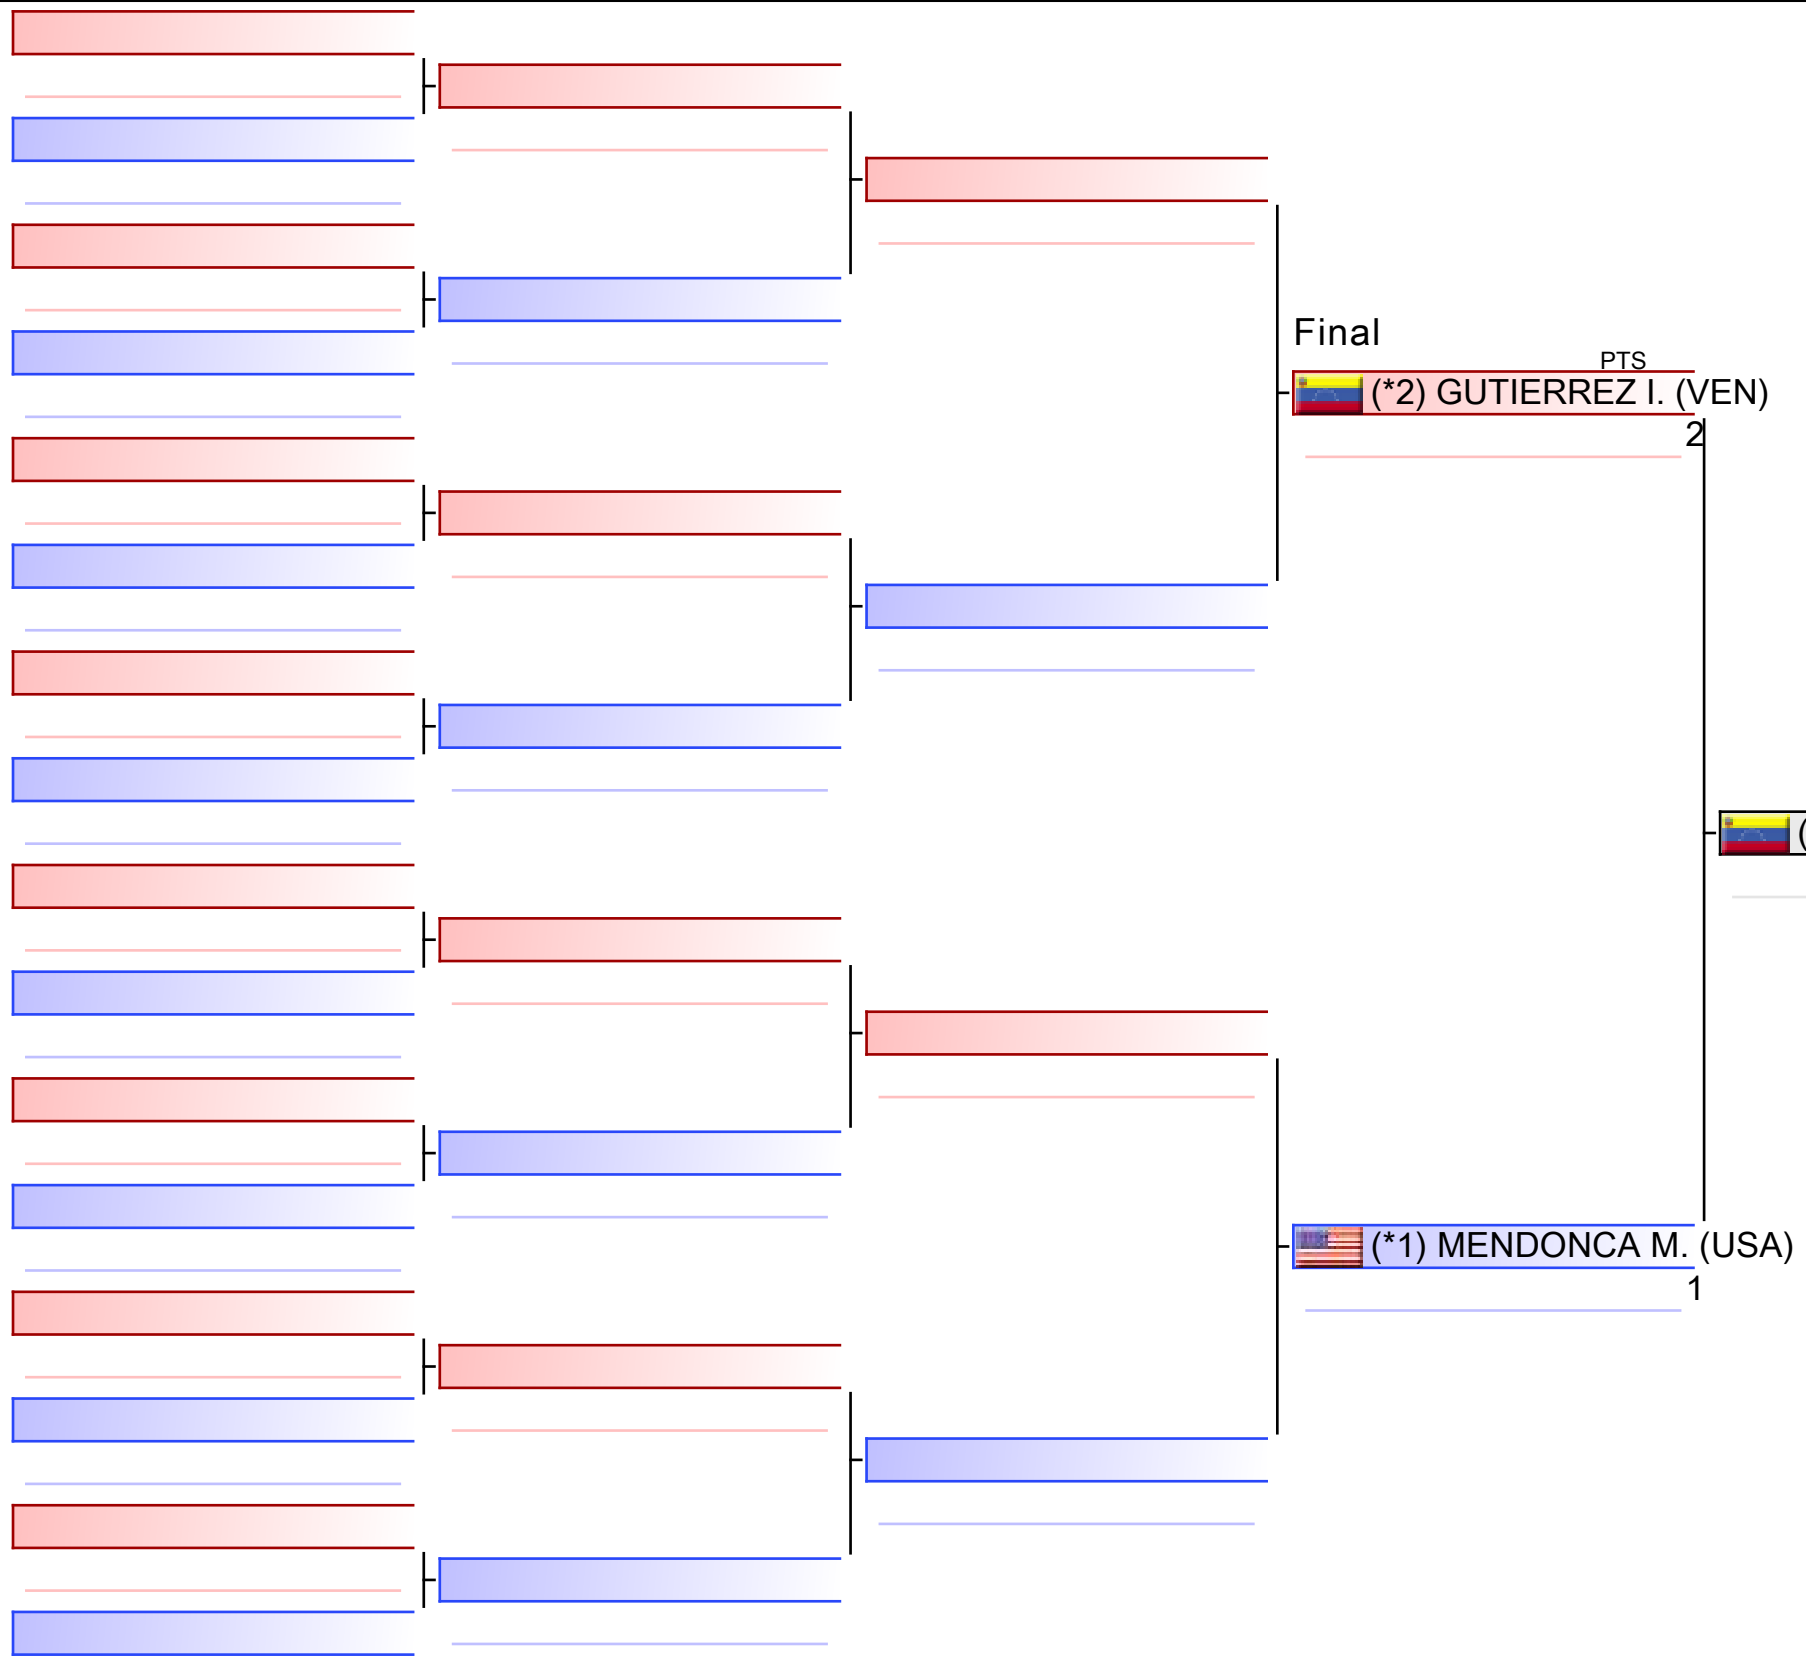 Final
PTS
(*2) GUTIERREZ I. (VEN)
2
(
(*1) MENDONCA M. (USA)
1